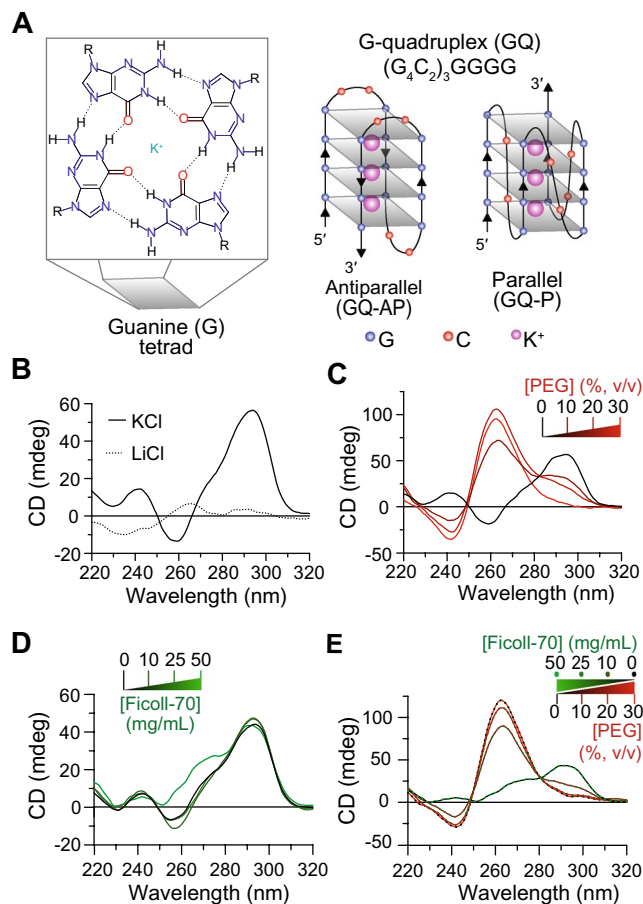 A
G-quadruplex (GQ)
(G₄C₂)₃GGGG
R
N
N
N
N
O
H
H
H
N
N
N
N
N
R
O
H
K⁺
H
N
H
N
H
N
O
N
N
R
H
O
N
N
H
N
H
N
N
R
Guanine (G)
tetrad
5′
3′
Antiparallel
(GQ-AP)
3′
5′
Parallel
(GQ-P)
G C K⁺
B
KCl
LiCl
CD (mdeg)
60
40
20
0
-20
220 240 260 280 300 320
Wavelength (nm)
C
[PEG] (%, v/v)
0 10 20 30
CD (mdeg)
100
50
0
-50
220 240 260 280 300 320
Wavelength (nm)
D
0 10 25 50
[Ficoll-70]
(mg/mL)
CD (mdeg)
60
40
20
0
-20
220 240 260 280 300 320
Wavelength (nm)
E
[Ficoll-70] (mg/mL)
50 25 10 0
0 10 20 30
[PEG]
(%, v/v)
CD (mdeg)
100
50
0
-50
220 240 260 280 300 320
Wavelength (nm)